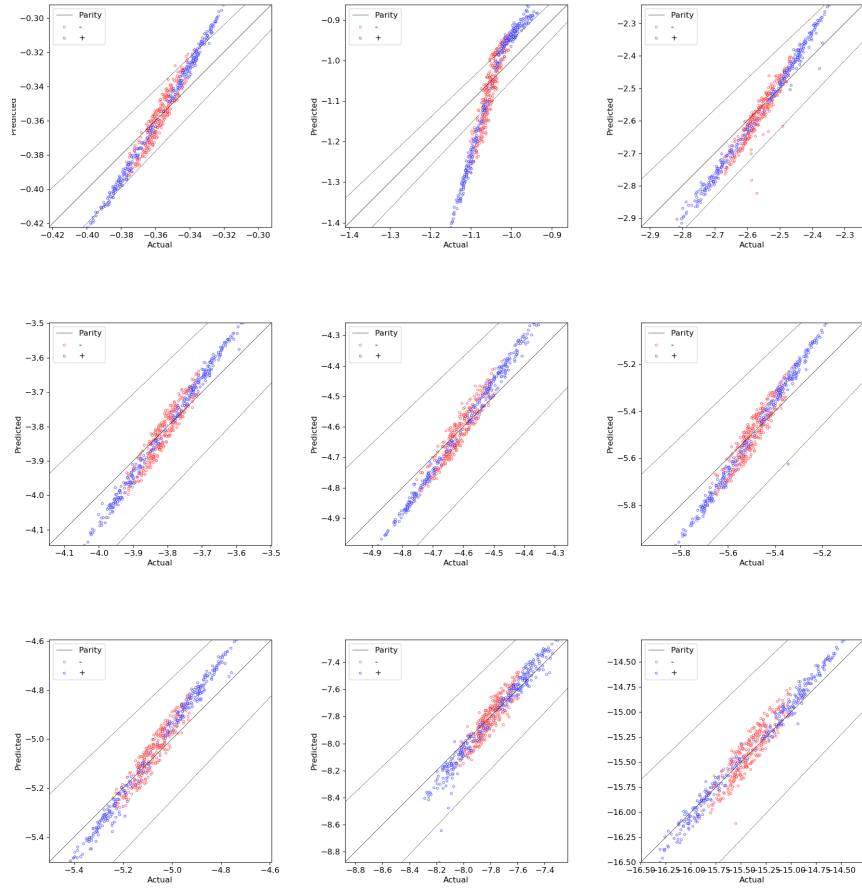 Parity
-
+
−0.30
−0.32
−0.34
−0.36
−0.38
−0.40
−0.42
Predicted
−0.42 −0.40 −0.38 −0.36 −0.34 −0.32 −0.30
Actual
Parity
-
+
−0.9
−1.0
−1.1
−1.2
−1.3
−1.4
Predicted
−1.4 −1.3 −1.2 −1.1 −1.0 −0.9
Actual
Parity
-
+
−2.3
−2.4
−2.5
−2.6
−2.7
−2.8
−2.9
Predicted
−2.9 −2.8 −2.7 −2.6 −2.5 −2.4 −2.3
Actual
Parity
-
+
−3.5
−3.6
−3.7
−3.8
−3.9
−4.0
−4.1
Predicted
−4.1 −4.0 −3.9 −3.8 −3.7 −3.6 −3.5
Actual
Parity
-
+
−4.3
−4.4
−4.5
−4.6
−4.7
−4.8
−4.9
Predicted
−4.9 −4.8 −4.7 −4.6 −4.5 −4.4 −4.3
Actual
Parity
-
+
−5.2
−5.4
−5.6
−5.8
Predicted
−5.8 −5.6 −5.4 −5.2
Actual
Parity
-
+
−4.6
−4.8
−5.0
−5.2
−5.4
Predicted
−5.4 −5.2 −5.0 −4.8 −4.6
Actual
Parity
-
+
−7.4
−7.6
−7.8
−8.0
−8.2
−8.4
−8.6
−8.8
Predicted
−8.8 −8.6 −8.4 −8.2 −8.0 −7.8 −7.6 −7.4
Actual
Parity
-
+
−14.50
−14.75
−15.00
−15.25
−15.50
−15.75
−16.00
−16.25
−16.50
Predicted
−16.50 −16.25 −16.00 −15.75 −15.50 −15.25 −15.00 −14.75 −14.50
Actual